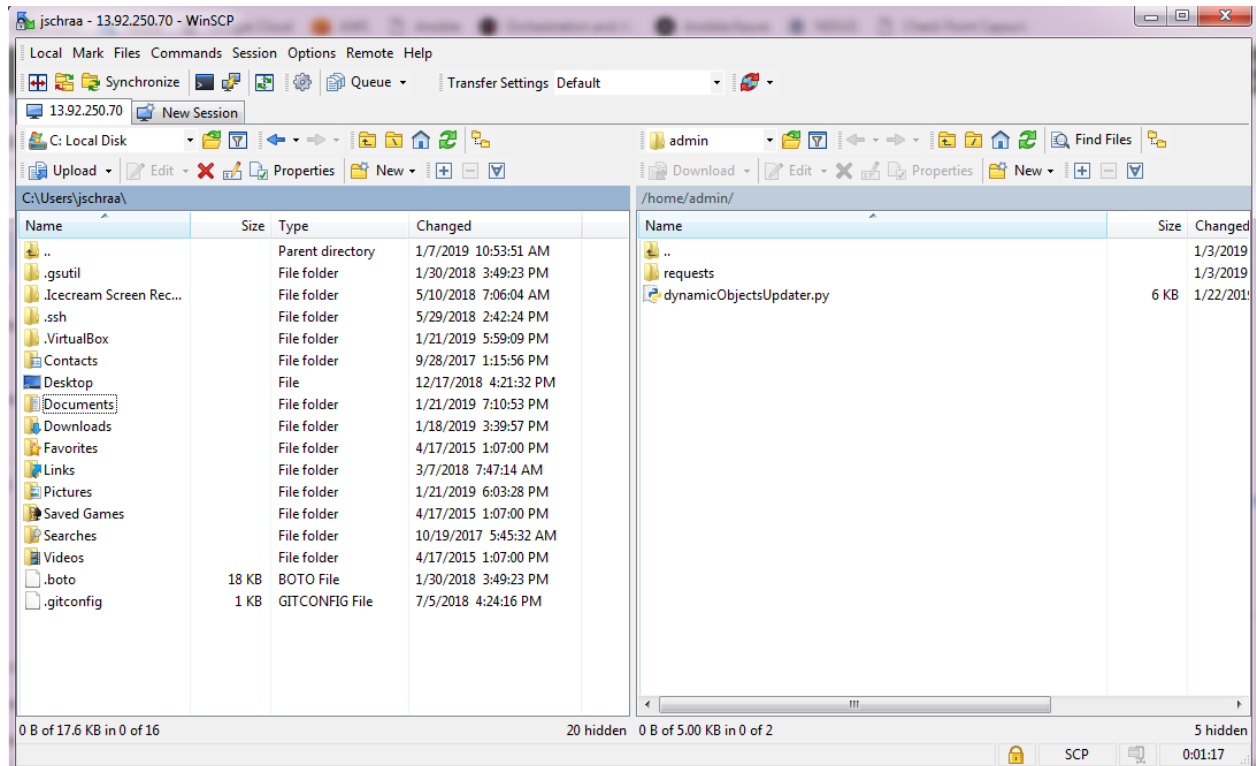 jschraa - 13.92.250.70 - WinSCP
Local Mark Files Commands Session Options Remote Help
Synchronize Queue Transfer Settings Default
13.92.250.70 New Session
C: Local Disk admin Find Files
Upload Edit Properties New Download Edit Properties New
C:\Users\jschraa\ /home/admin/
Name Size Type Changed Name Size Changed
.. Parent directory 1/7/2019 10:53:51 AM .. 1/3/2019
.gsutil File folder 1/30/2018 3:49:23 PM requests 1/3/2019
.Icecream Screen Rec... File folder 5/10/2018 7:06:04 AM dynamicObjectsUpdater.py 6 KB 1/22/2019
.ssh File folder 5/29/2018 2:42:24 PM
.VirtualBox File folder 1/21/2019 5:59:09 PM
Contacts File folder 9/28/2017 1:15:56 PM
Desktop File 12/17/2018 4:21:32 PM
Documents File folder 1/21/2019 7:10:53 PM
Downloads File folder 1/18/2019 3:39:57 PM
Favorites File folder 4/17/2015 1:07:00 PM
Links File folder 3/7/2018 7:47:14 AM
Pictures File folder 1/21/2019 6:03:28 PM
Saved Games File folder 4/17/2015 1:07:00 PM
Searches File folder 10/19/2017 5:45:32 AM
Videos File folder 4/17/2015 1:07:00 PM
.boto 18 KB BOTO File 1/30/2018 3:49:23 PM
.gitconfig 1 KB GITCONFIG File 7/5/2018 4:24:16 PM
0 B of 17.6 KB in 0 of 16 20 hidden 0 B of 5.00 KB in 0 of 2 5 hidden
SCP 0:01:17